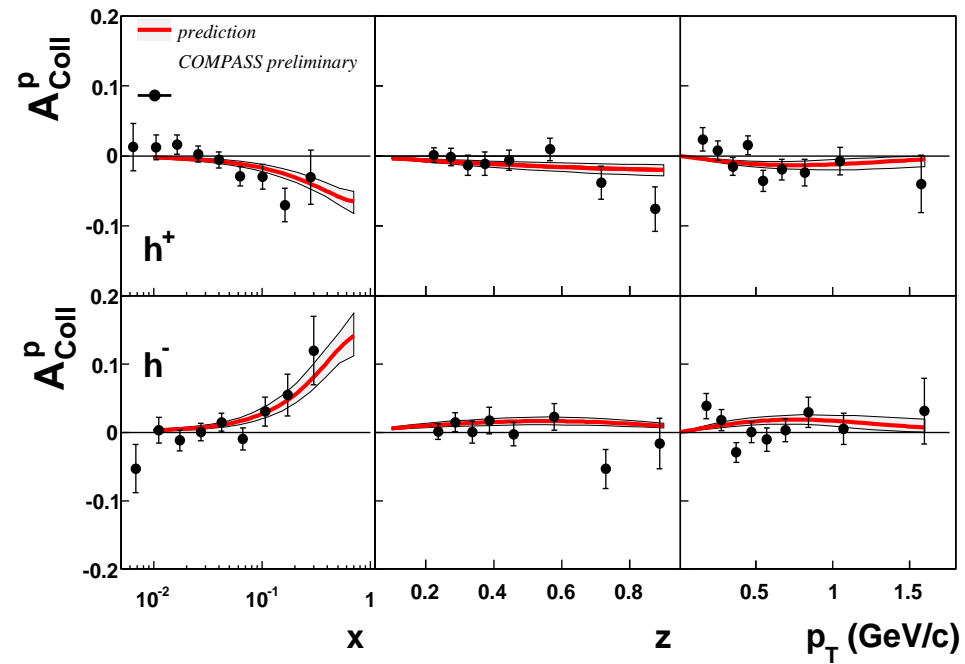 0.2
prediction
COMPASS preliminary
A^p_Coll
0.1
0
-0.1
h^+
0.2
A^p_Coll
h^-
0.1
0
-0.1
-0.2
10^-2 10^-1 1 0.2 0.4 0.6 0.8 0.5 1 1.5
x z p_T (GeV/c)